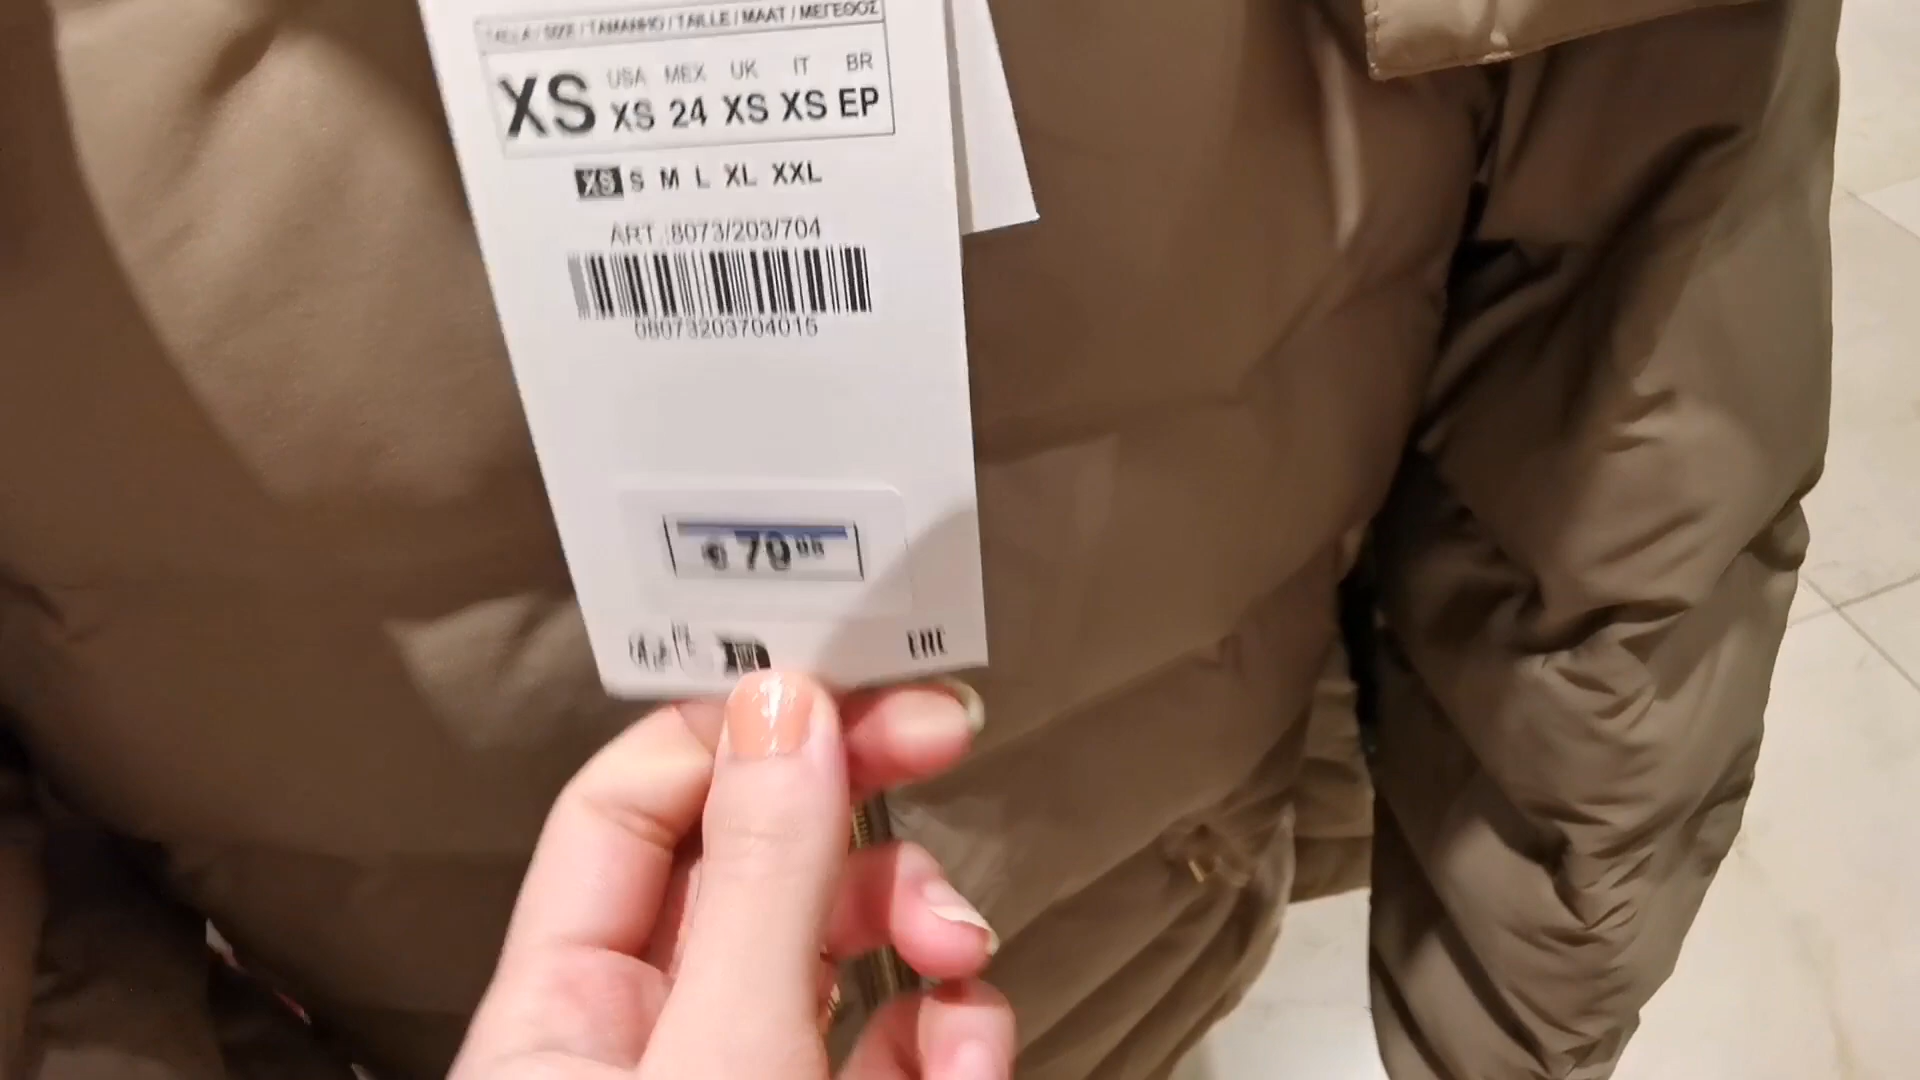 TALLA / SIZE / TAMANHO / TAILLE / MAAT / ΜΕΓΕΘΟΣ
XS
USA MEX UK IT BR
XS 24 XS XS EP
XS S M L XL XXL
ART.:8073/203/704
08073203704015
€ 79